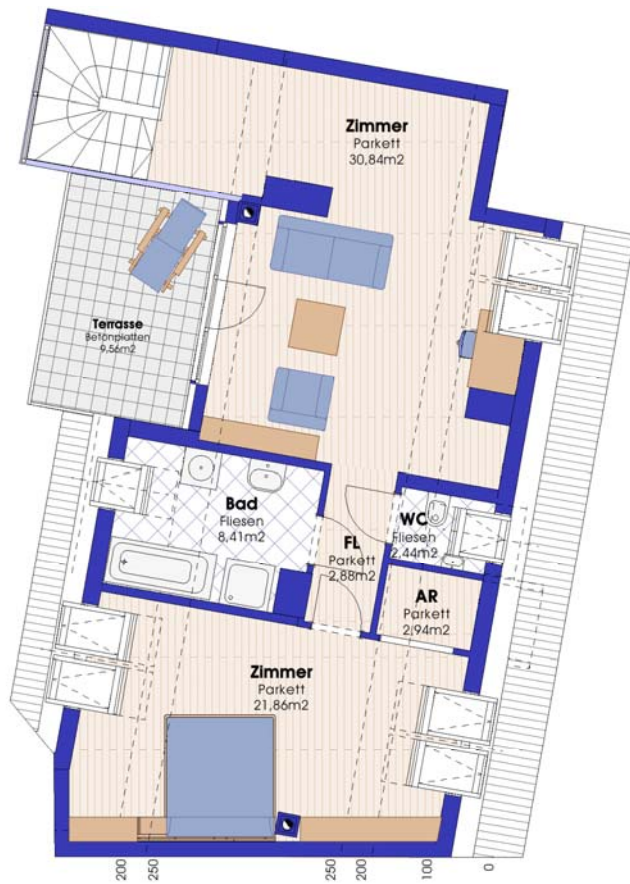 Zimmer
Parkett
30,84m2
Terrasse
Betonplatten
9,56m2
Bad
Fliesen
8,41m2
WC
Fliesen
2,44m2
FL
Parkett
2,88m2
AR
Parkett
2,94m2
Zimmer
Parkett
21,86m2
200
250
250
200
100
0